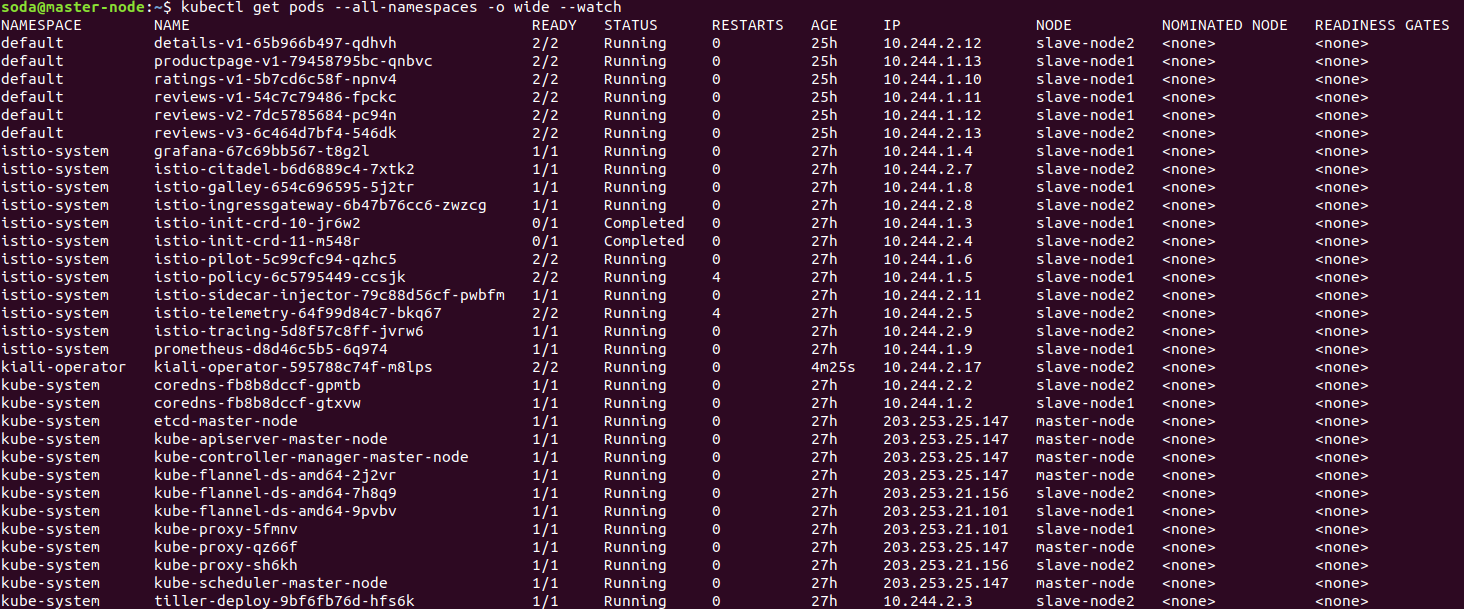 soda@master-node:~$ kubectl get pods --all-namespaces -o wide --watch
NAMESPACE NAME READY STATUS RESTARTS AGE IP NODE NOMINATED NODE READINESS GATES
default details-v1-65b966b497-qdhvh 2/2 Running 0 25h 10.244.2.12 slave-node2 <none> <none>
default productpage-v1-79458795bc-qnbvc 2/2 Running 0 25h 10.244.1.13 slave-node1 <none> <none>
default ratings-v1-5b7cd6c58f-npnv4 2/2 Running 0 25h 10.244.1.10 slave-node1 <none> <none>
default reviews-v1-54c7c79486-fpckc 2/2 Running 0 25h 10.244.1.11 slave-node1 <none> <none>
default reviews-v2-7dc5785684-pc94n 2/2 Running 0 25h 10.244.1.12 slave-node1 <none> <none>
default reviews-v3-6c464d7bf4-546dk 2/2 Running 0 25h 10.244.2.13 slave-node2 <none> <none>
istio-system grafana-67c69bb567-t8g2l 1/1 Running 0 27h 10.244.1.4 slave-node1 <none> <none>
istio-system istio-citadel-b6d6889c4-7xtk2 1/1 Running 0 27h 10.244.2.7 slave-node2 <none> <none>
istio-system istio-galley-654c696595-5j2tr 1/1 Running 0 27h 10.244.1.8 slave-node1 <none> <none>
istio-system istio-ingressgateway-6b47b76cc6-zwzcg 1/1 Running 0 27h 10.244.2.8 slave-node2 <none> <none>
istio-system istio-init-crd-10-jr6w2 0/1 Completed 0 27h 10.244.1.3 slave-node1 <none> <none>
istio-system istio-init-crd-11-m548r 0/1 Completed 0 27h 10.244.2.4 slave-node2 <none> <none>
istio-system istio-pilot-5c99cfc94-qzhc5 2/2 Running 0 27h 10.244.1.6 slave-node1 <none> <none>
istio-system istio-policy-6c5795449-ccsjk 2/2 Running 4 27h 10.244.1.5 slave-node1 <none> <none>
istio-system istio-sidecar-injector-79c88d56cf-pwbfm 1/1 Running 0 27h 10.244.2.11 slave-node2 <none> <none>
istio-system istio-telemetry-64f99d84c7-bkq67 2/2 Running 4 27h 10.244.2.5 slave-node2 <none> <none>
istio-system istio-tracing-5d8f57c8ff-jvrw6 1/1 Running 0 27h 10.244.2.9 slave-node2 <none> <none>
istio-system prometheus-d8d46c5b5-6q974 1/1 Running 0 27h 10.244.1.9 slave-node1 <none> <none>
kiali-operator kiali-operator-595788c74f-m8lps 2/2 Running 0 4m25s 10.244.2.17 slave-node2 <none> <none>
kube-system coredns-fb8b8dccf-gpmtb 1/1 Running 0 27h 10.244.2.2 slave-node2 <none> <none>
kube-system coredns-fb8b8dccf-gtxvw 1/1 Running 0 27h 10.244.1.2 slave-node1 <none> <none>
kube-system etcd-master-node 1/1 Running 0 27h 203.253.25.147 master-node <none> <none>
kube-system kube-apiserver-master-node 1/1 Running 0 27h 203.253.25.147 master-node <none> <none>
kube-system kube-controller-manager-master-node 1/1 Running 0 27h 203.253.25.147 master-node <none> <none>
kube-system kube-flannel-ds-amd64-2j2vr 1/1 Running 0 27h 203.253.25.147 master-node <none> <none>
kube-system kube-flannel-ds-amd64-7h8q9 1/1 Running 0 27h 203.253.21.156 slave-node2 <none> <none>
kube-system kube-flannel-ds-amd64-9pvbv 1/1 Running 0 27h 203.253.21.101 slave-node1 <none> <none>
kube-system kube-proxy-5fmnv 1/1 Running 0 27h 203.253.21.101 slave-node1 <none> <none>
kube-system kube-proxy-qz66f 1/1 Running 0 27h 203.253.25.147 master-node <none> <none>
kube-system kube-proxy-sh6kh 1/1 Running 0 27h 203.253.21.156 slave-node2 <none> <none>
kube-system kube-scheduler-master-node 1/1 Running 0 27h 203.253.25.147 master-node <none> <none>
kube-system tiller-deploy-9bf6fb76d-hfs6k 1/1 Running 0 27h 10.244.2.3 slave-node2 <none> <none>